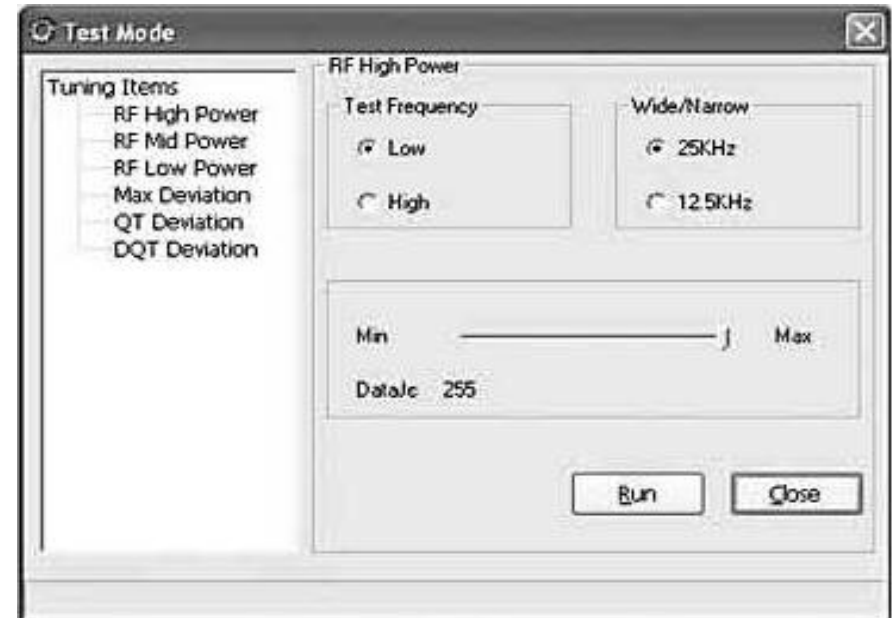 Test Mode
Tuning Items
RF High Power
RF Mid Power
RF Low Power
Max Deviation
QT Deviation
DQT Deviation
RF High Power
Test Frequency
Low
High
Wide/Narrow
25KHz
12.5KHz
Min
Max
255
Run
Close